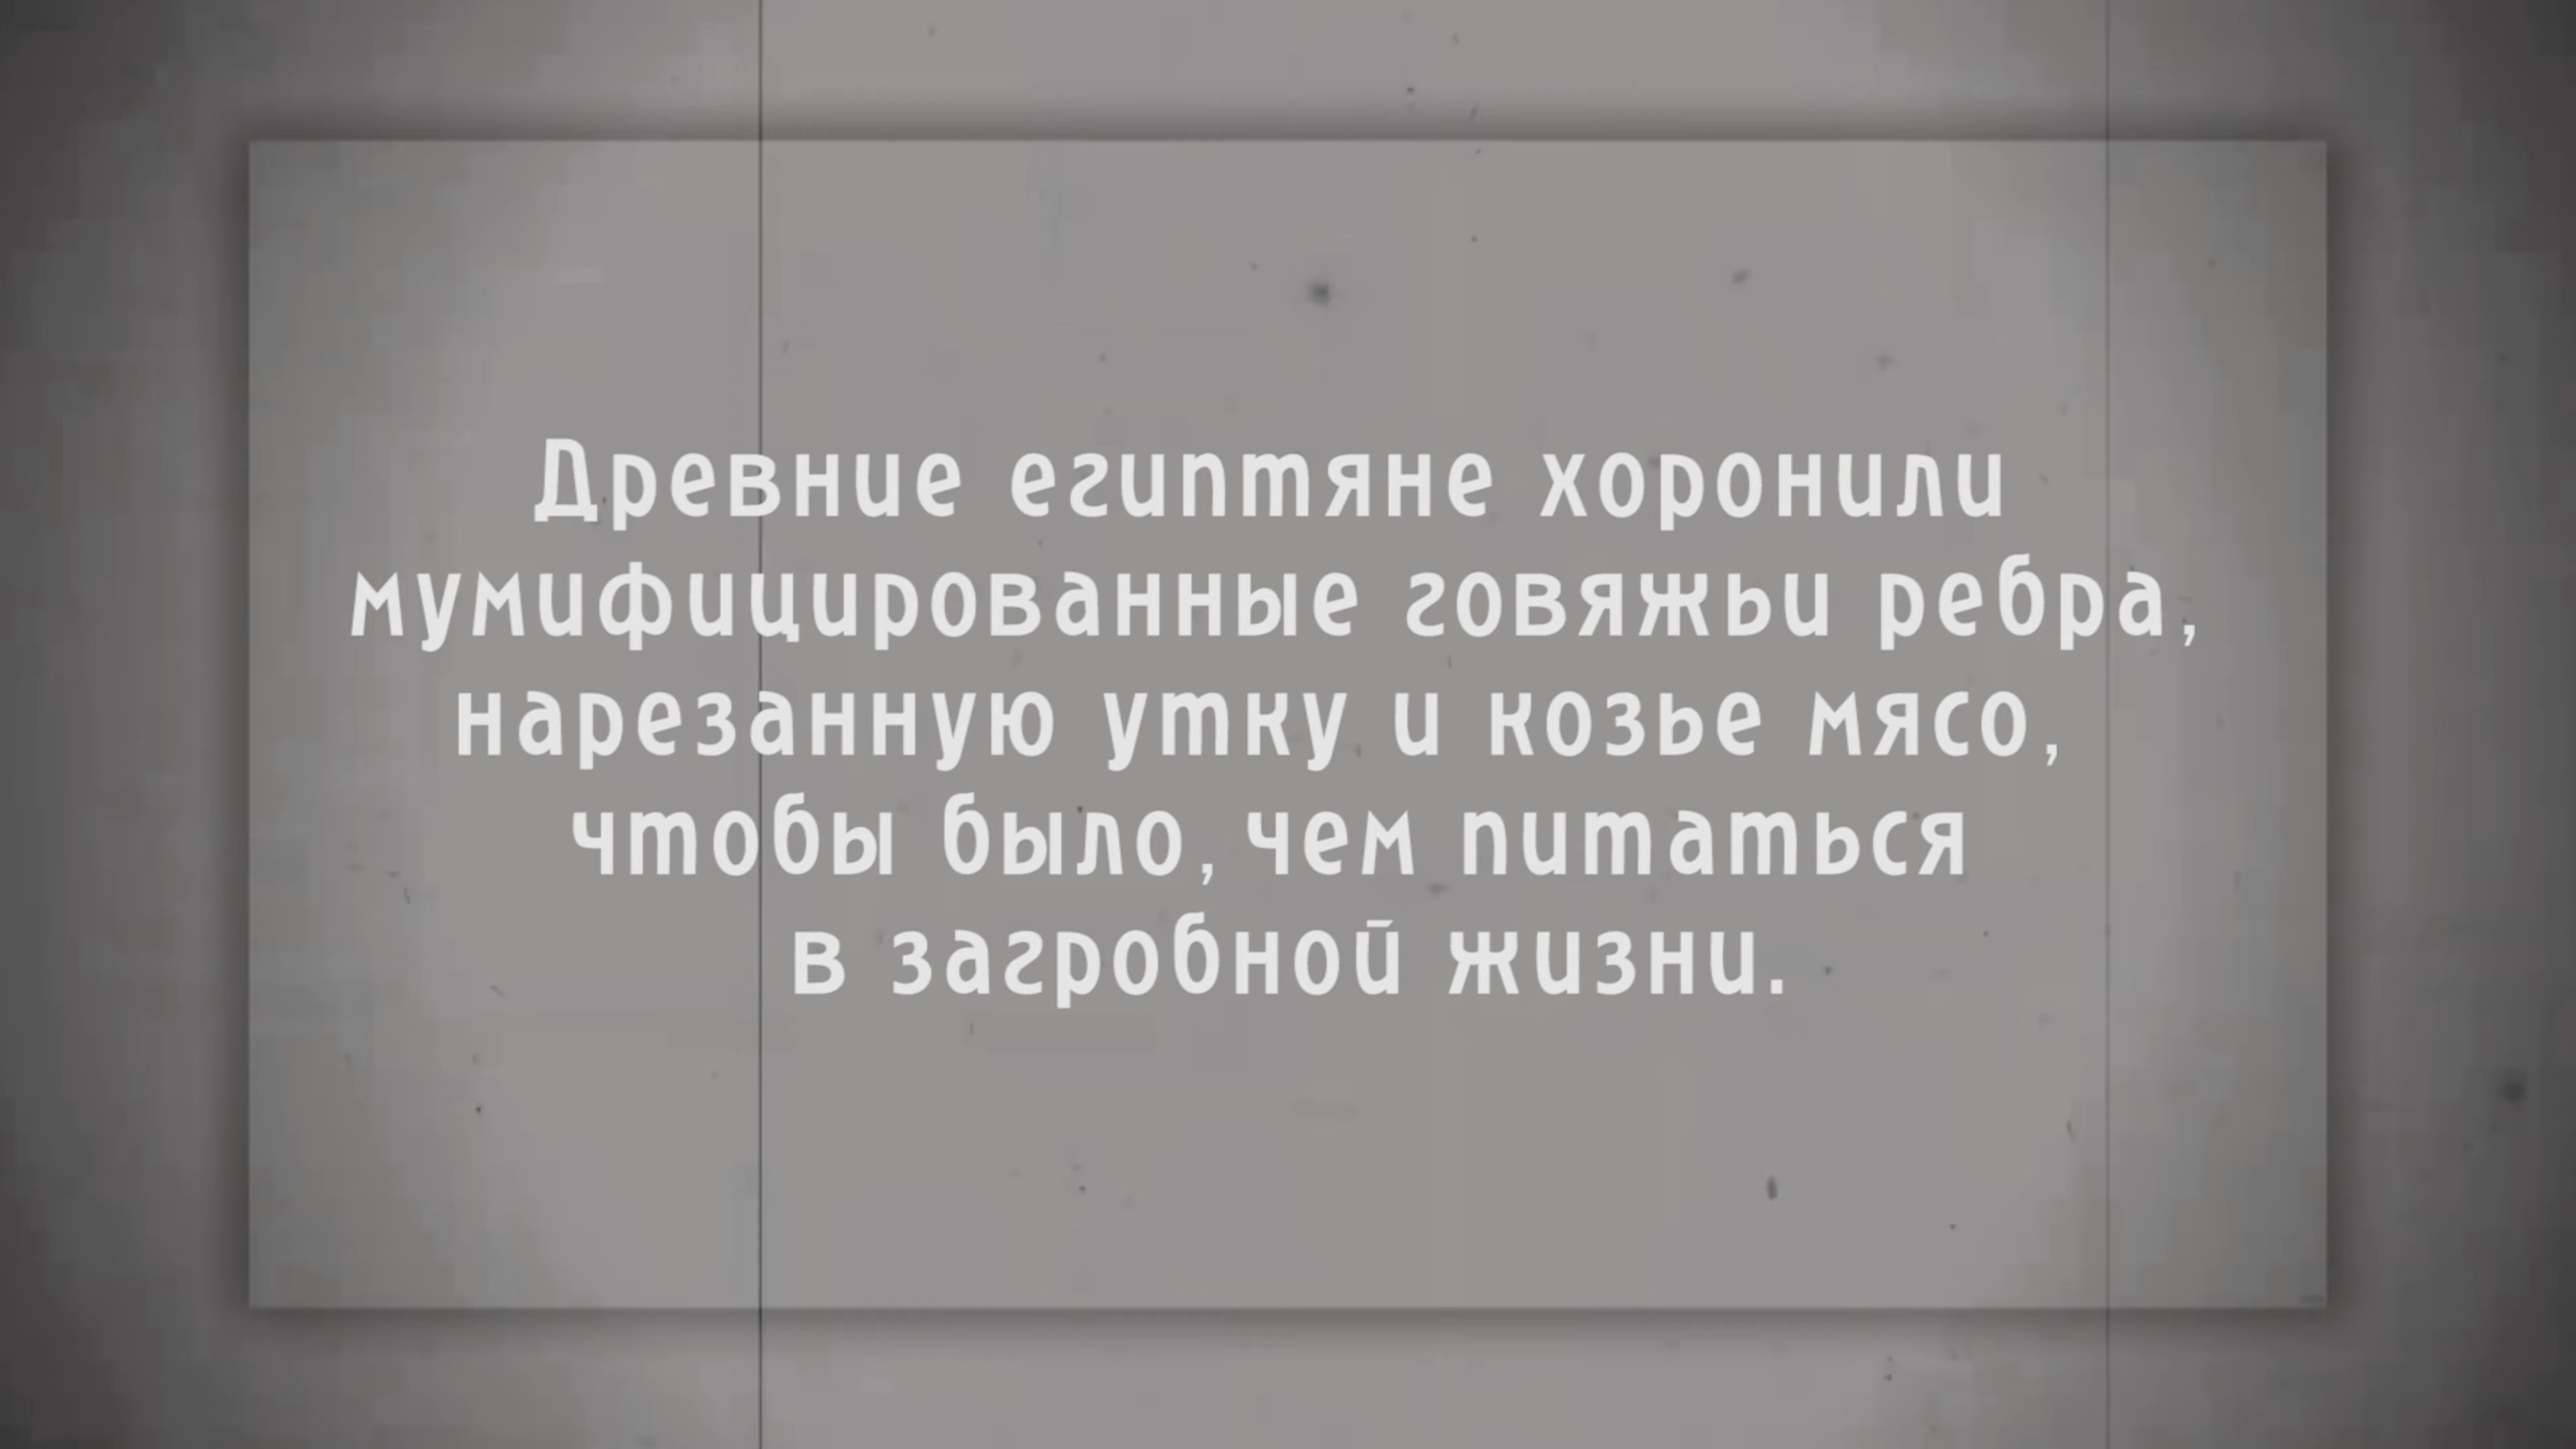 Древние египтяне хоронили
мумифицированные говяжьи ребра,
нарезанную утку и козье мясо,
чтобы было, чем питаться
в загробной жизни.